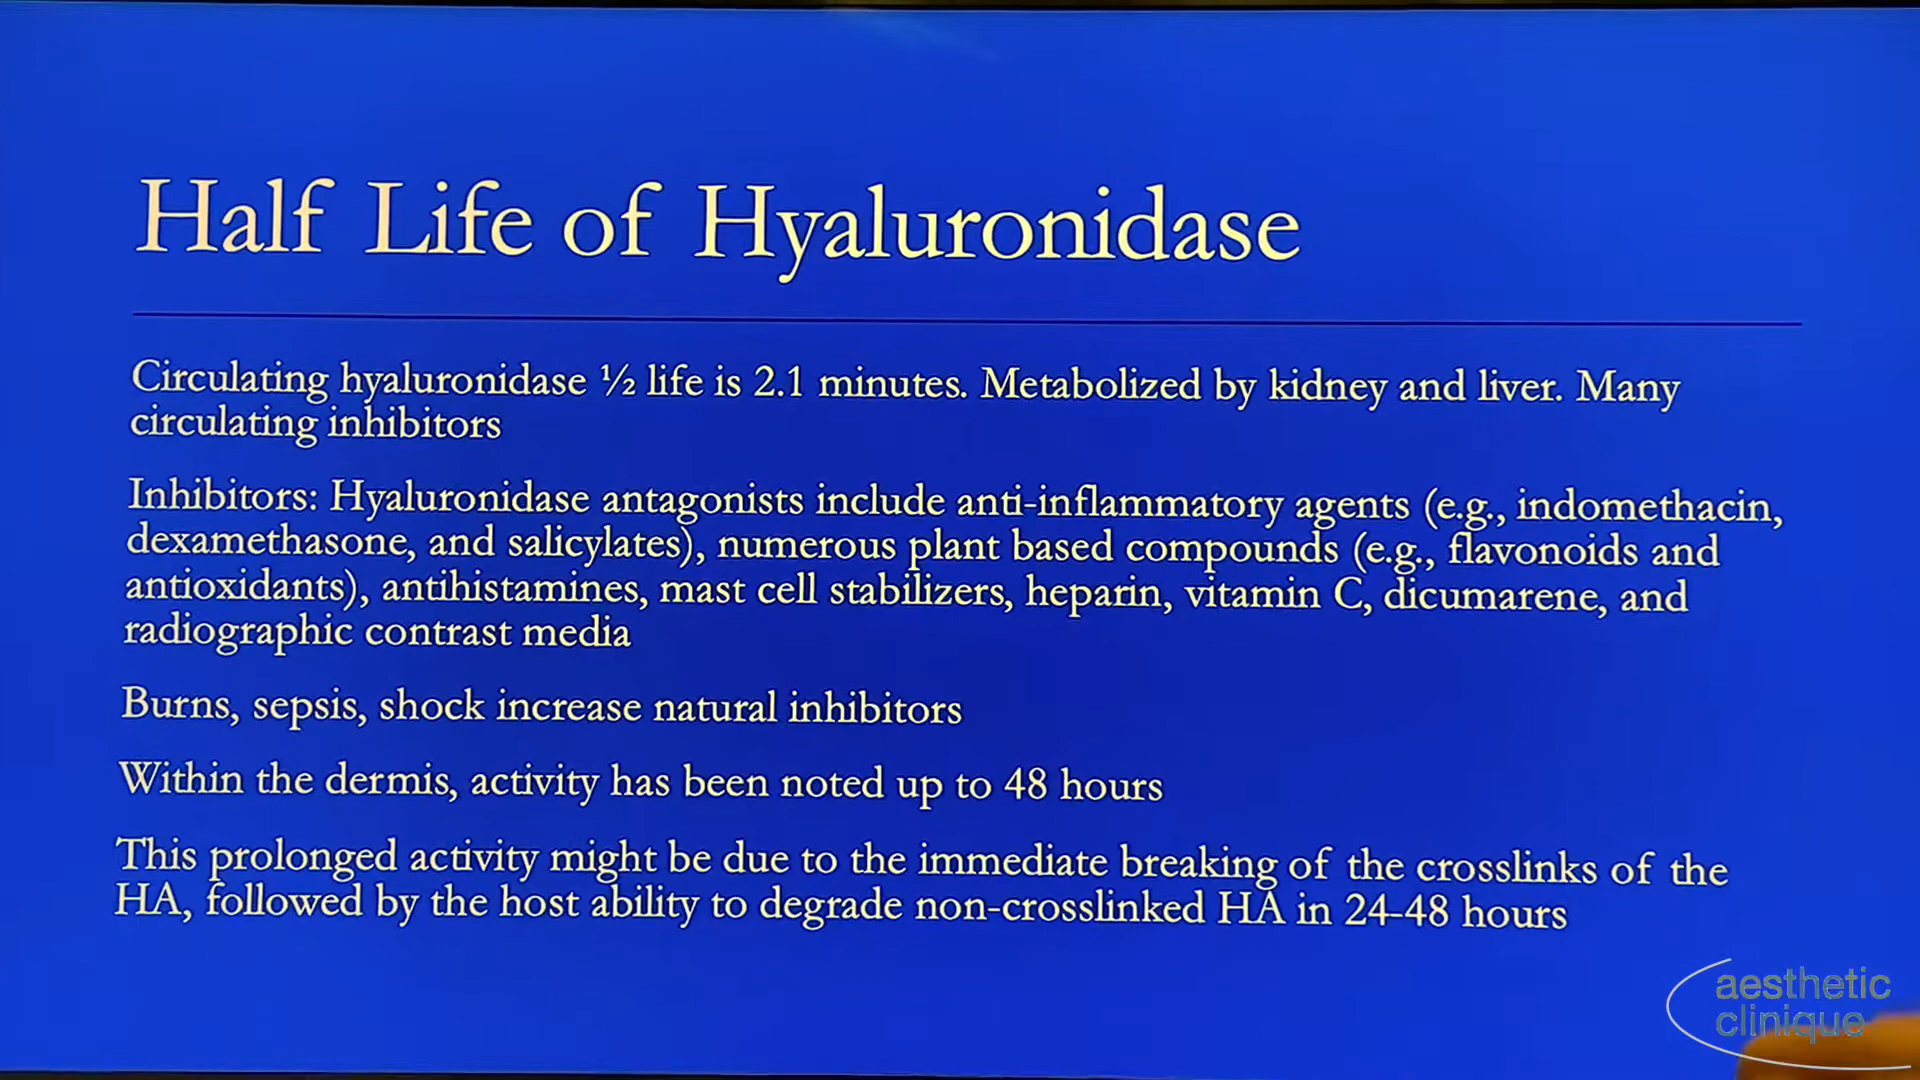 Half Life of Hyaluronidase
Circulating hyaluronidase ½ life is 2.1 minutes. Metabolized by kidney and liver. Many
circulating inhibitors
Inhibitors: Hyaluronidase antagonists include anti-inflammatory agents (e.g., indomethacin,
dexamethasone, and salicylates), numerous plant based compounds (e.g., flavonoids and
antioxidants), antihistamines, mast cell stabilizers, heparin, vitamin C, dicumarene, and
radiographic contrast media
Burns, sepsis, shock increase natural inhibitors
Within the dermis, activity has been noted up to 48 hours
This prolonged activity might be due to the immediate breaking of the crosslinks of the
HA, followed by the host ability to degrade non-crosslinked HA in 24-48 hours
aesthetic
clinique